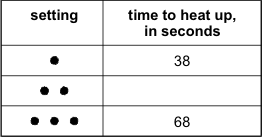 setting time to heat up,
in seconds
● 38
● ●
● ● ● 68